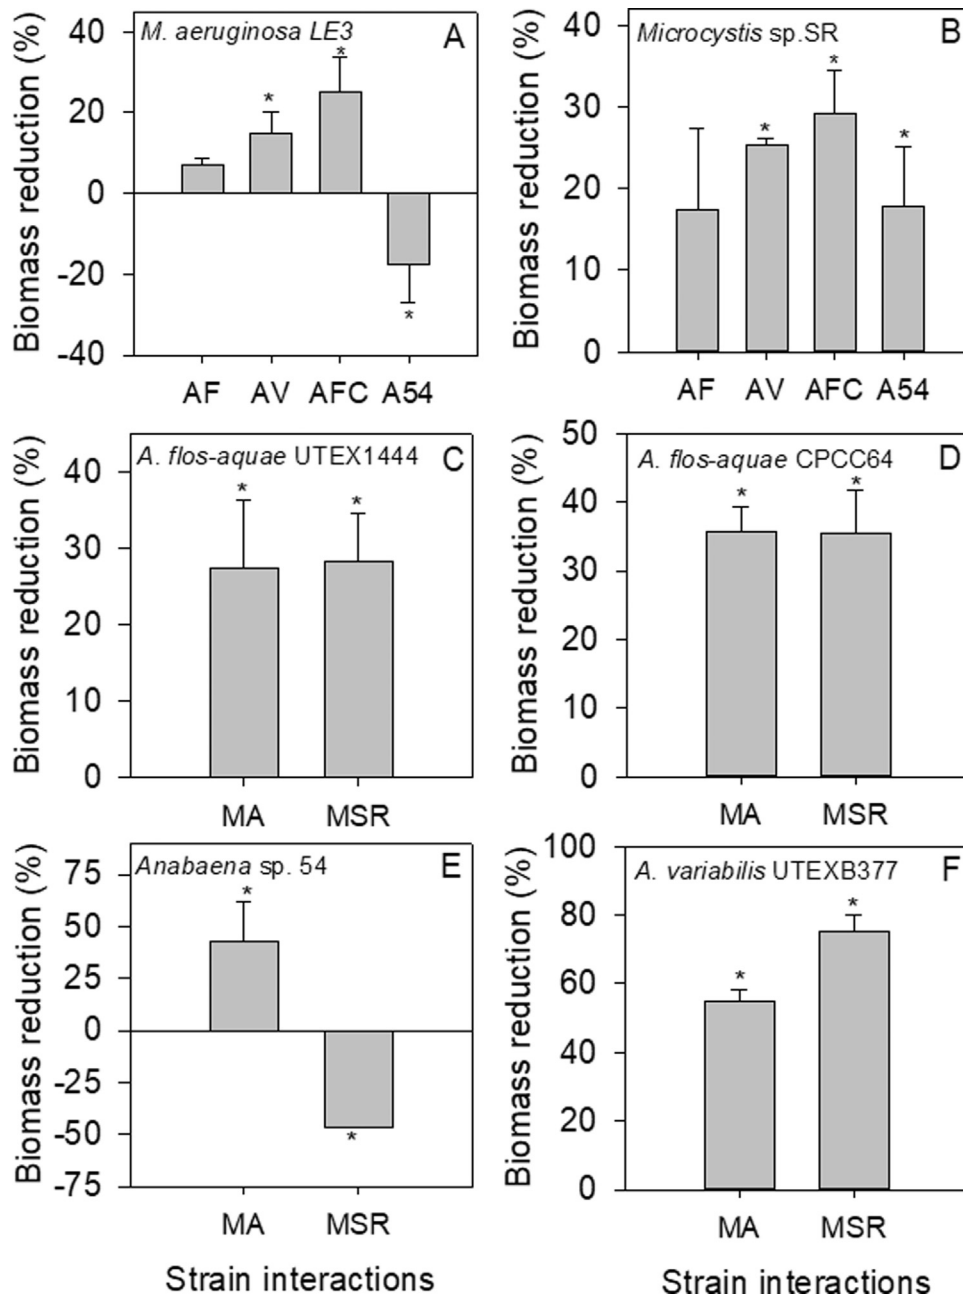 M. aeruginosa LE3 A
Biomass reduction (%)
40
20
0
-20
-40
AF AV AFC A54
* * * *
Microcystis sp.SR B
Biomass reduction (%)
40
30
20
10
0
AF AV AFC A54
* * *
A. flos-aquae UTEX1444 C
Biomass reduction (%)
40
30
20
10
0
MA MSR
* *
A. flos-aquae CPCC64 D
Biomass reduction (%)
50
40
30
20
10
0
MA MSR
* *
Anabaena sp. 54 E
Biomass reduction (%)
75
50
25
0
-25
-50
-75
MA MSR
* *
Strain interactions
A. variabilis UTEXB377 F
Biomass reduction (%)
100
80
60
40
20
0
MA MSR
* *
Strain interactions